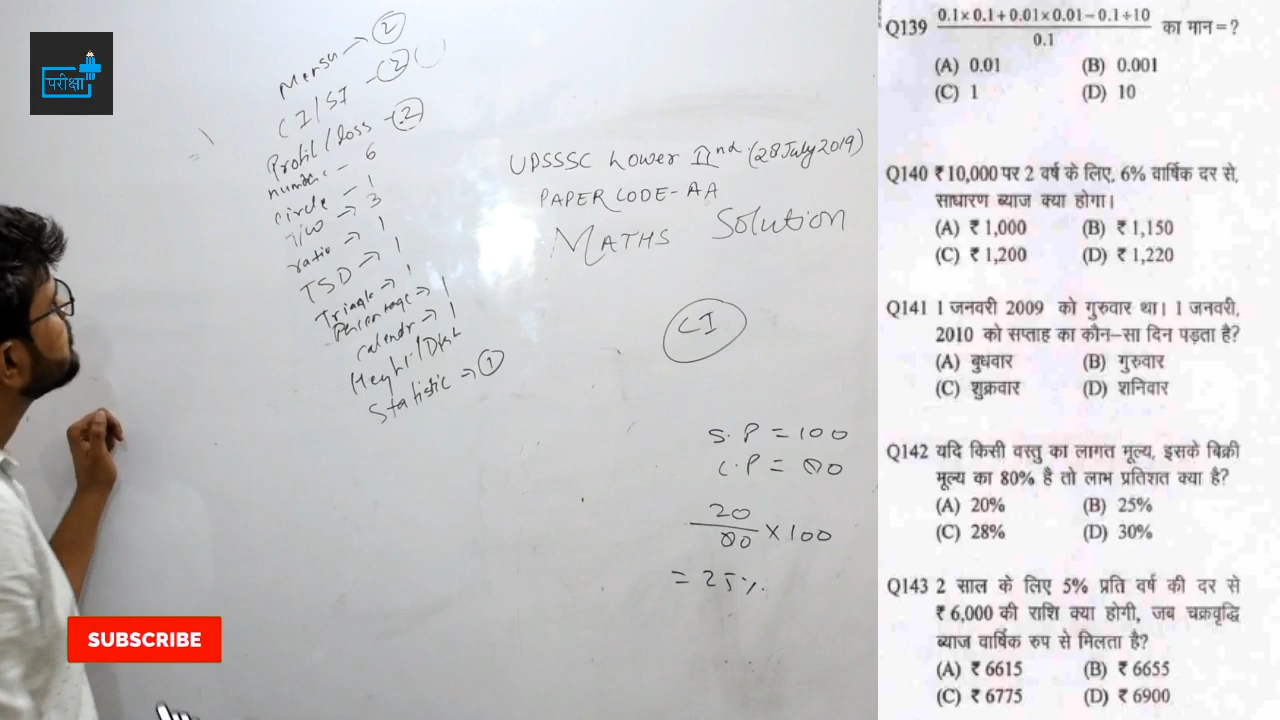 परीक्षा
Mensu → 2
CI/SI - 2
Profit/loss - 2
numbric - 6
circle - 1
T/W → 3
ratio → 1
TSD → 1
Triagle → 1
Percentage → 1
calendr → 1
Height/Dist
Statistic → 1
UPSSSC Lower IInd (28 July 2019)
PAPER CODE-AA
MATHS Solution
CI
S.P = 100
C.P = 80
20
80 × 100
= 25%
SUBSCRIBE
Q139 0.1×0.1+0.01×0.01−0.1÷10
0.1 का मान = ?
(A) 0.01 (B) 0.001
(C) 1 (D) 10
Q140 ₹ 10,000 पर 2 वर्ष के लिए, 6% वार्षिक दर से,
साधारण ब्याज क्या होगा।
(A) ₹ 1,000 (B) ₹ 1,150
(C) ₹ 1,200 (D) ₹ 1,220
Q141 1 जनवरी 2009 को गुरुवार था। 1 जनवरी,
2010 को सप्ताह का कौन-सा दिन पड़ता है?
(A) बुधवार (B) गुरुवार
(C) शुक्रवार (D) शनिवार
Q142 यदि किसी वस्तु का लागत मूल्य, इसके बिक्री
मूल्य का 80% है तो लाभ प्रतिशत क्या है?
(A) 20% (B) 25%
(C) 28% (D) 30%
Q143 2 साल के लिए 5% प्रति वर्ष की दर से
₹ 6,000 की राशि क्या होगी, जब चक्रवृद्धि
ब्याज वार्षिक रुप से मिलता है?
(A) ₹ 6615 (B) ₹ 6655
(C) ₹ 6775 (D) ₹ 6900